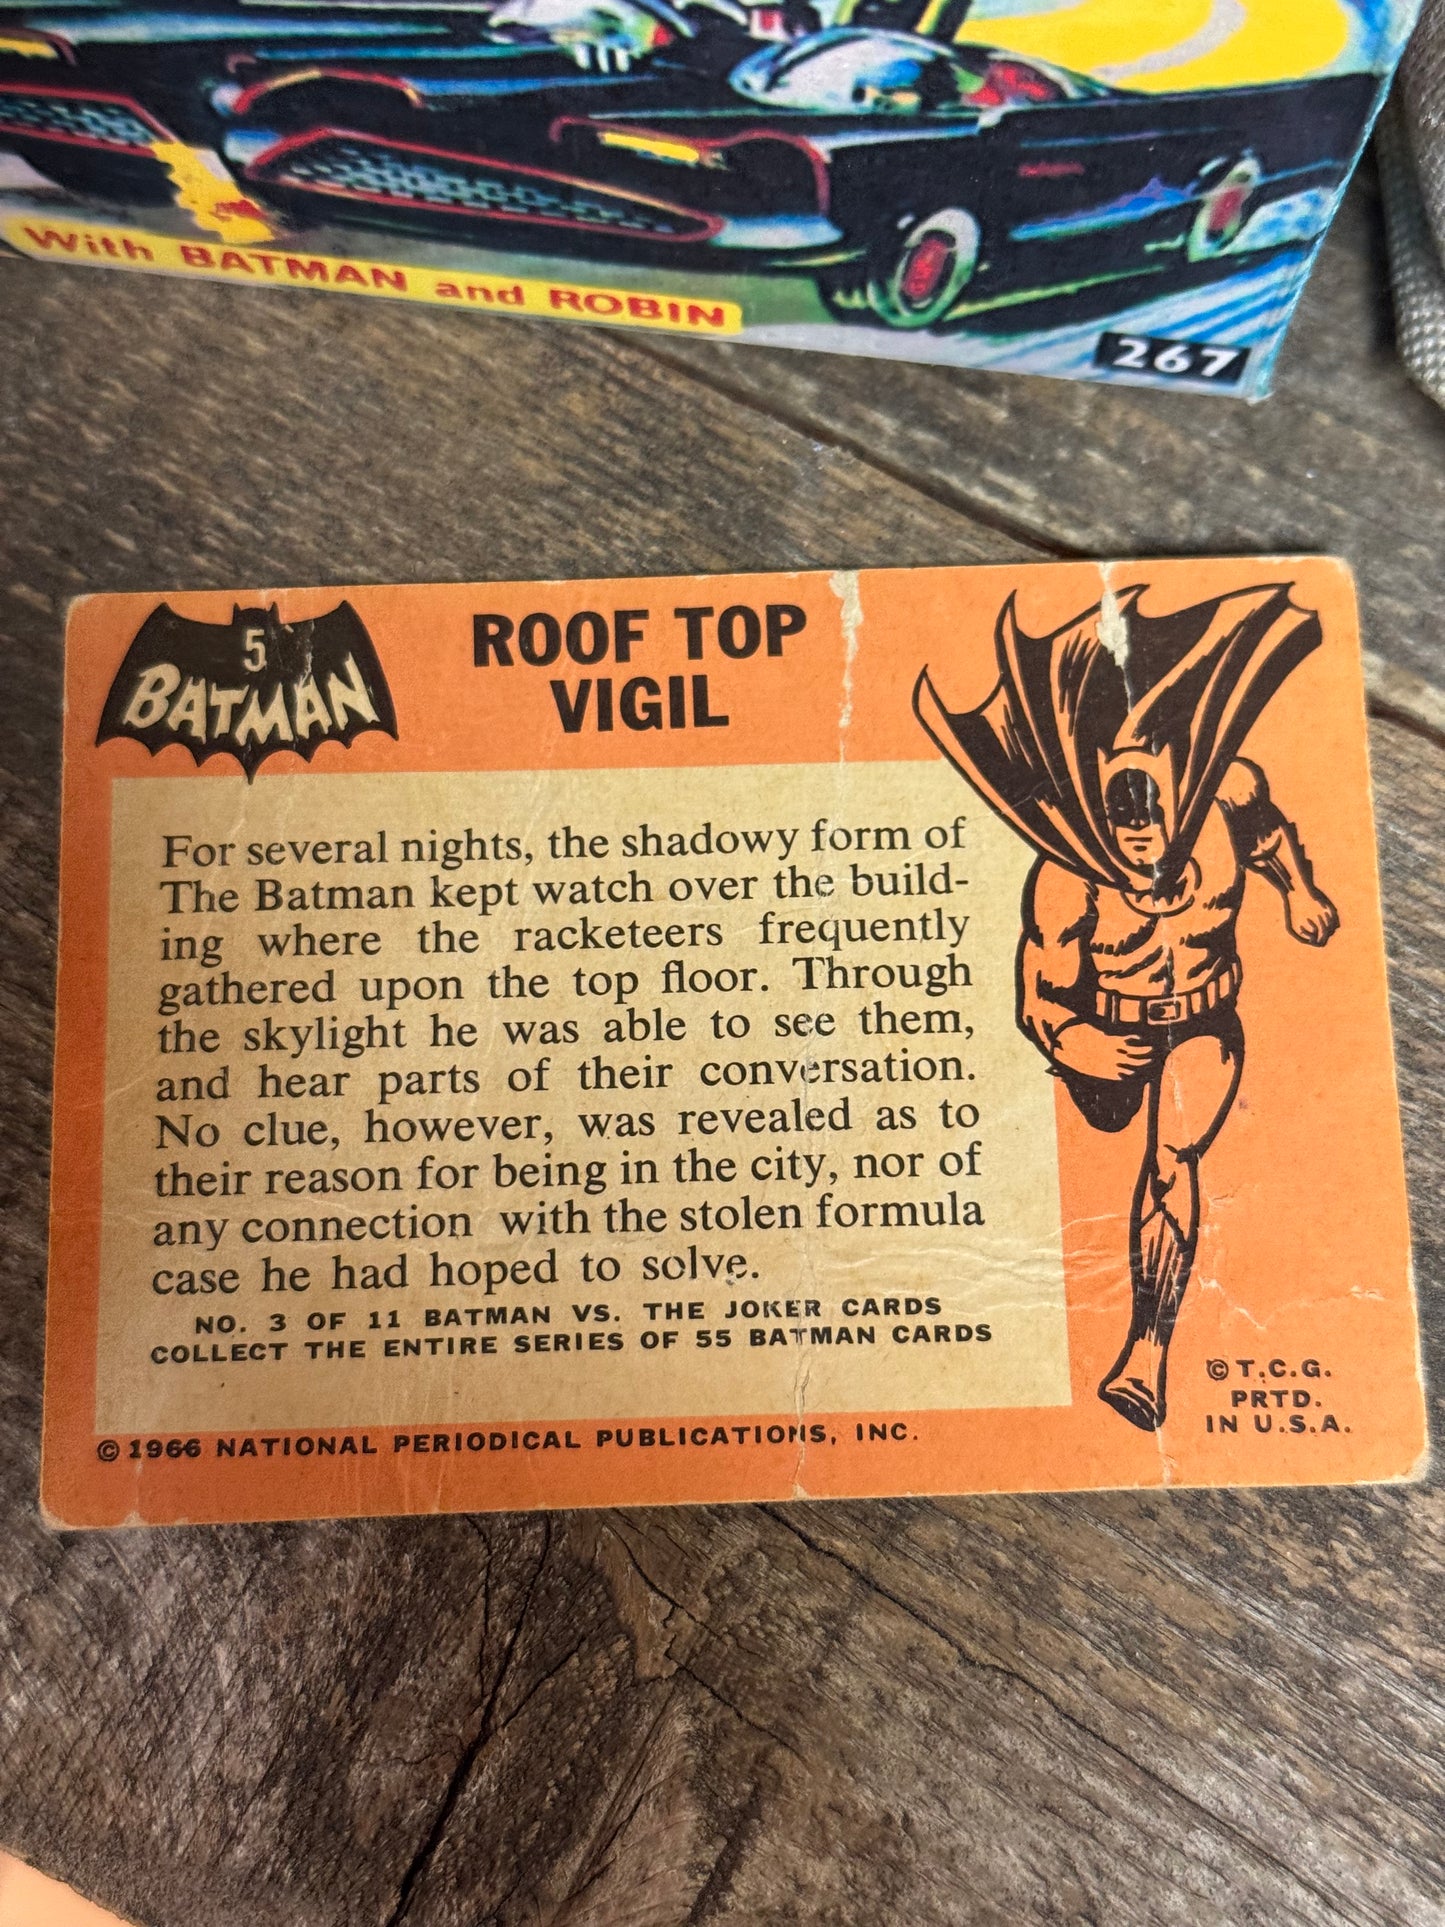 With BATMAN and ROBIN
267
5
BATMAN
ROOF TOP
VIGIL
For several nights, the shadowy form of
The Batman kept watch over the build-
ing where the racketeers frequently
gathered upon the top floor. Through
the skylight he was able to see them,
and hear parts of their conversation.
No clue, however, was revealed as to
their reason for being in the city, nor of
any connection with the stolen formula
case he had hoped to solve.
NO. 3 OF 11 BATMAN VS. THE JOKER CARDS
COLLECT THE ENTIRE SERIES OF 55 BATMAN CARDS
© T.C.G.
PRTD.
IN U.S.A.
© 1966 NATIONAL PERIODICAL PUBLICATIONS, INC.